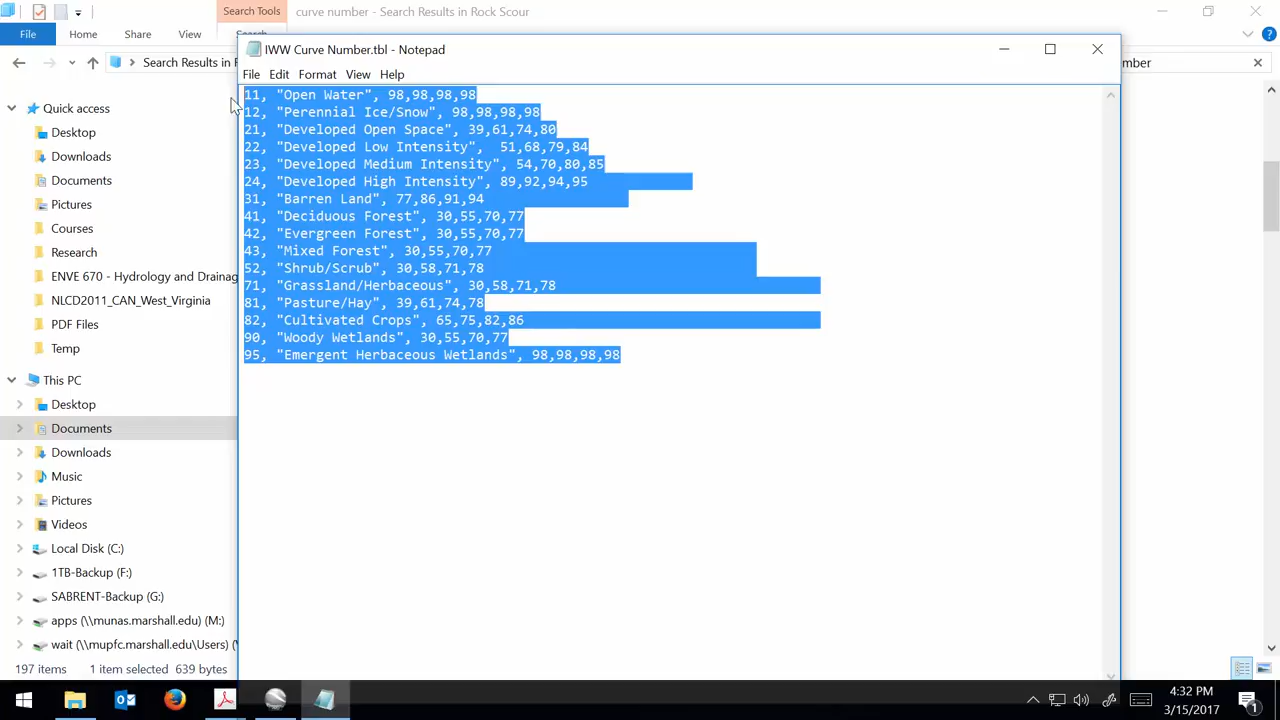 Search Tools
curve number - Search Results in Rock Scour
File
Home
Share
View
Search Results in R
mber
IWW Curve Number.tbl - Notepad
File Edit Format View Help
11, "Open Water", 98,98,98,98
12, "Perennial Ice/Snow", 98,98,98,98
21, "Developed Open Space", 39,61,74,80
22, "Developed Low Intensity",  51,68,79,84
23, "Developed Medium Intensity", 54,70,80,85
24, "Developed High Intensity", 89,92,94,95
31, "Barren Land", 77,86,91,94
41, "Deciduous Forest", 30,55,70,77
42, "Evergreen Forest", 30,55,70,77
43, "Mixed Forest", 30,55,70,77
52, "Shrub/Scrub", 30,58,71,78
71, "Grassland/Herbaceous", 30,58,71,78
81, "Pasture/Hay", 39,61,74,78
82, "Cultivated Crops", 65,75,82,86
90, "Woody Wetlands", 30,55,70,77
95, "Emergent Herbaceous Wetlands", 98,98,98,98
Quick access
Desktop
Downloads
Documents
Pictures
Courses
Research
ENVE 670 - Hydrology and Drainag
NLCD2011_CAN_West_Virginia
PDF Files
Temp
This PC
Desktop
Documents
Downloads
Music
Pictures
Videos
Local Disk (C:)
1TB-Backup (F:)
SABRENT-Backup (G:)
apps (\\munas.marshall.edu) (M:)
wait (\\mupfc.marshall.edu\Users) (
197 items
1 item selected 639 bytes
4:32 PM
3/15/2017
1